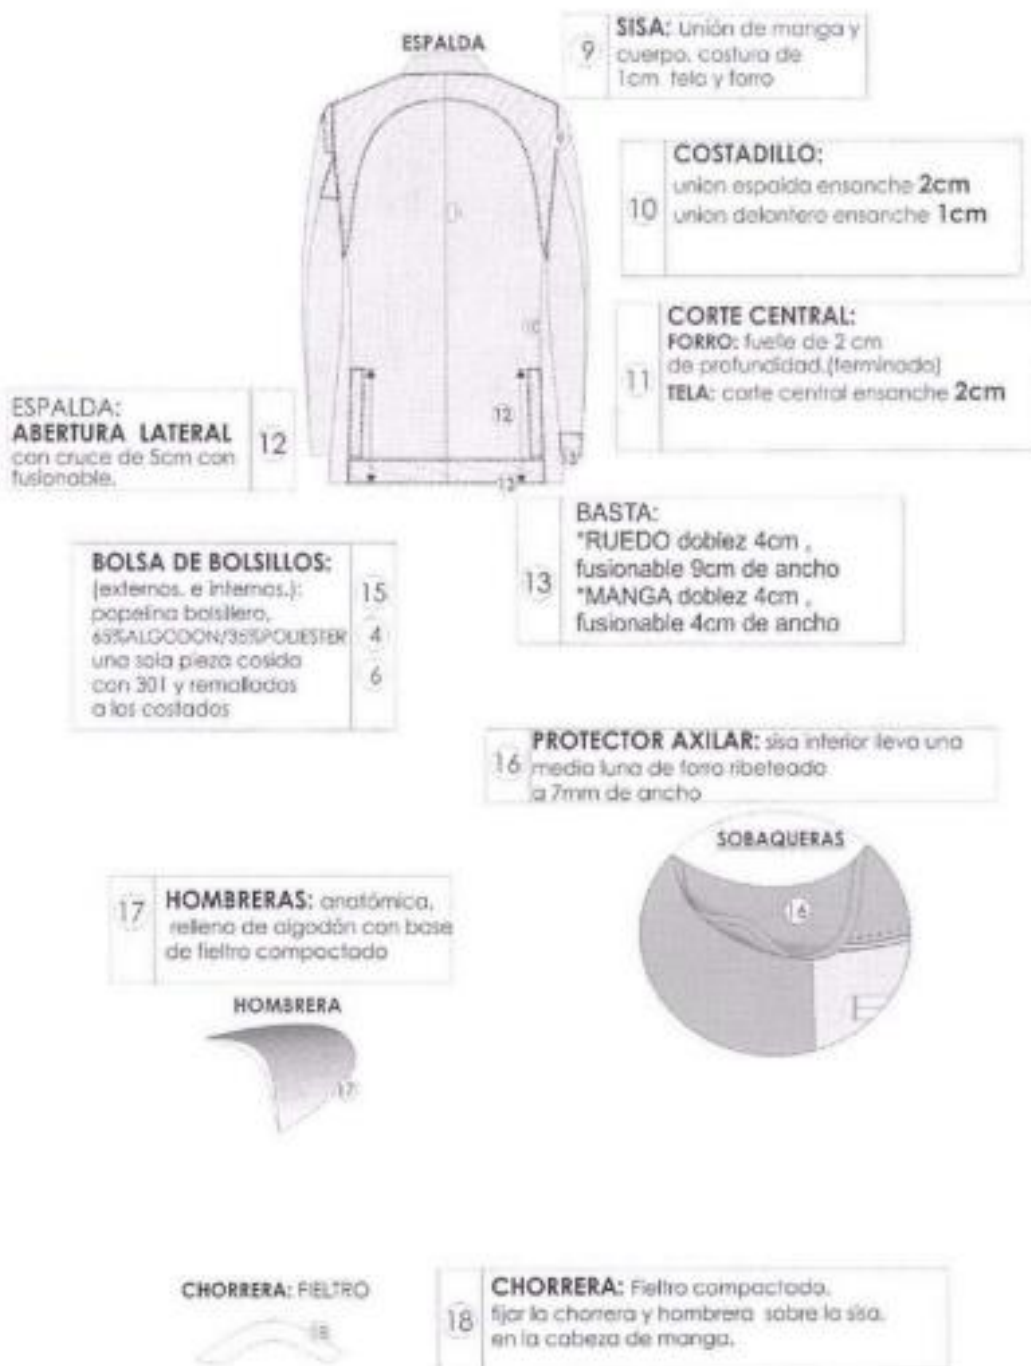 ESPALDA
9
SISA: Unión de manga y
cuerpo, costura de
1cm tela y forro
10
COSTADILLO:
union espalda ensanche 2cm
union delantero ensanche 1cm
11
CORTE CENTRAL:
FORRO: fuelle de 2 cm
de profundidad.(terminado)
TELA: corte central ensanche 2cm
9
10
12
13
13
ESPALDA:
ABERTURA LATERAL
con cruce de 5cm con
fusionable.
12
13
BASTA:
*RUEDO doblez 4cm ,
fusionable 9cm de ancho
*MANGA doblez 4cm ,
fusionable 4cm de ancho
BOLSA DE BOLSILLOS:
(externos. e internos.):
popelina bolsillero,
65%ALGODON/35%POLIESTER
una sola pieza cosida
con 301 y remallados
a los costados
15
4
6
16
PROTECTOR AXILAR: sisa interior lleva una
media luna de forro ribeteado
a 7mm de ancho
SOBAQUERAS
16
17
HOMBRERAS: anatómica,
relleno de algodón con base
de fieltro compactado
HOMBRERA
17
CHORRERA: FIELTRO
18
18
CHORRERA: Fieltro compactado,
fijar la chorrera y hombrera sobre la sisa,
en la cabeza de manga.